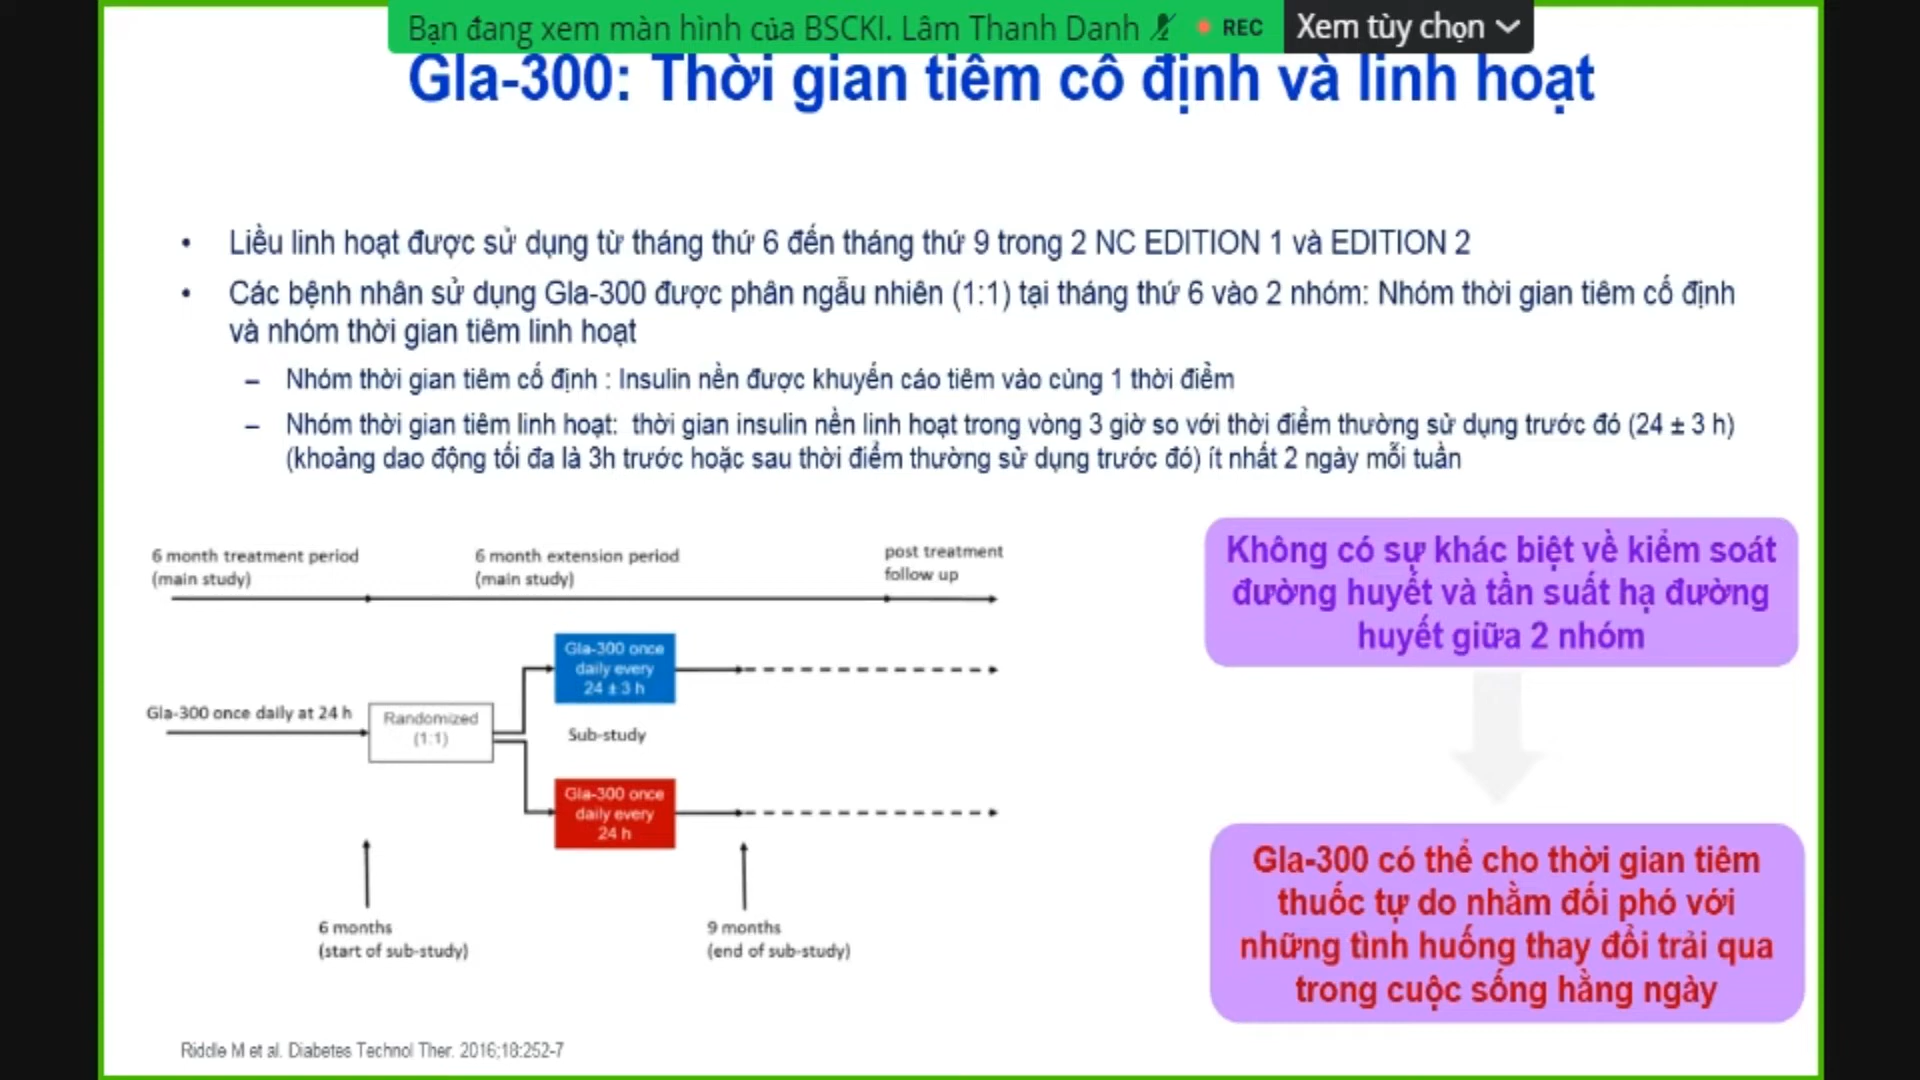 Bạn đang xem màn hình của BSCKI. Lâm Thanh Danh
REC
Xem tùy chọn
Gla-300: Thời gian tiêm cố định và linh hoạt
• Liều linh hoạt được sử dụng từ tháng thứ 6 đến tháng thứ 9 trong 2 NC EDITION 1 và EDITION 2
• Các bệnh nhân sử dụng Gla-300 được phân ngẫu nhiên (1:1) tại tháng thứ 6 vào 2 nhóm: Nhóm thời gian tiêm cố định
và nhóm thời gian tiêm linh hoạt
– Nhóm thời gian tiêm cố định : Insulin nền được khuyến cáo tiêm vào cùng 1 thời điểm
– Nhóm thời gian tiêm linh hoạt: thời gian insulin nền linh hoạt trong vòng 3 giờ so với thời điểm thường sử dụng trước đó (24 ± 3 h)
(khoảng dao động tối đa là 3h trước hoặc sau thời điểm thường sử dụng trước đó) ít nhất 2 ngày mỗi tuần
6 month treatment period
(main study)
6 month extension period
(main study)
post treatment
follow up
Gla-300 once daily at 24 h
Randomized
(1:1)
Gla-300 once
daily every
24 ± 3 h
Sub-study
Gla-300 once
daily every
24 h
6 months
(start of sub-study)
9 months
(end of sub-study)
Không có sự khác biệt về kiểm soát
đường huyết và tần suất hạ đường
huyết giữa 2 nhóm
Gla-300 có thể cho thời gian tiêm
thuốc tự do nhằm đối phó với
những tình huống thay đổi trải qua
trong cuộc sống hằng ngày
Riddle M et al. Diabetes Technol Ther. 2016;18:252-7